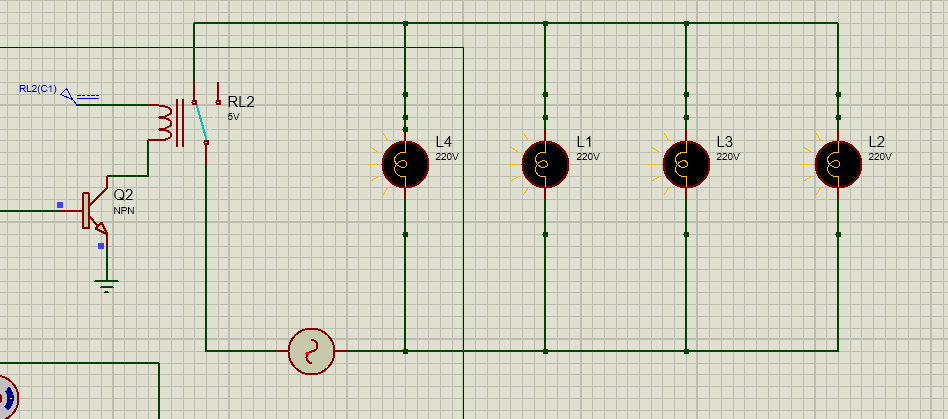 RL2(C1)
RL2
5V
L4
220V
L1
220V
L3
220V
L2
220V
Q2
NPN